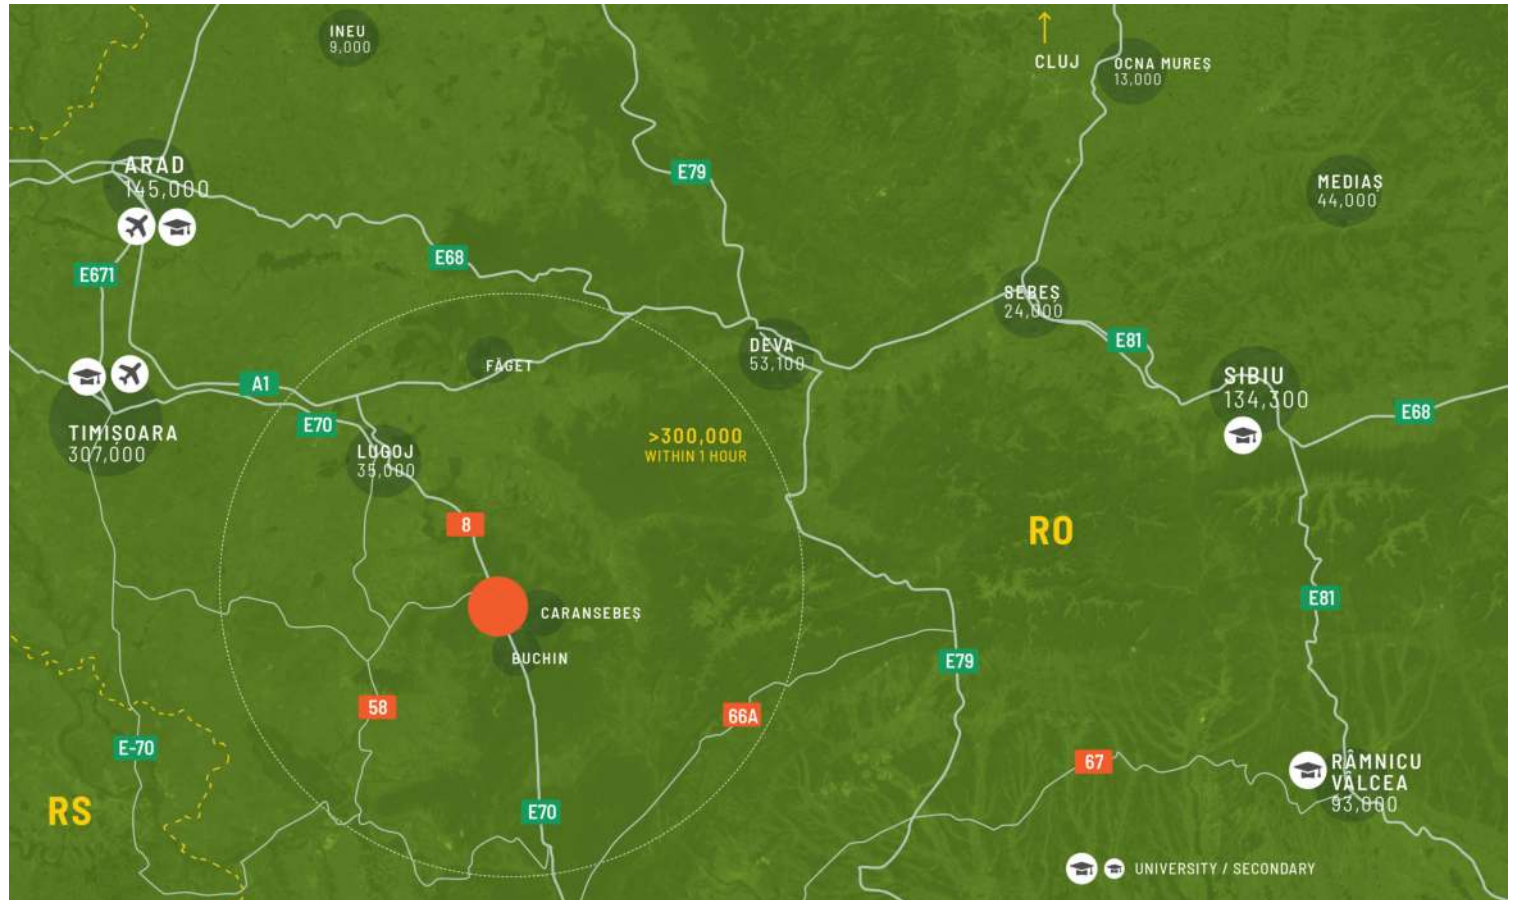 INEU
9,000
CLUJ
OCNA MUREȘ
13,000
ARAD
145,000
E79
MEDIAȘ
44,000
E68
E671
SEBEȘ
24,000
DEVA
53,100
E81
FĂGET
A1
SIBIU
134,300
E68
E70
TIMIȘOARA
307,000
>300,000
WITHIN 1 HOUR
LUGOJ
35,000
8
RO
E81
CARANSEBEȘ
BUCHIN
E79
58
66A
E-70
67
RÂMNICU
VÂLCEA
93,000
RS
E70
UNIVERSITY / SECONDARY